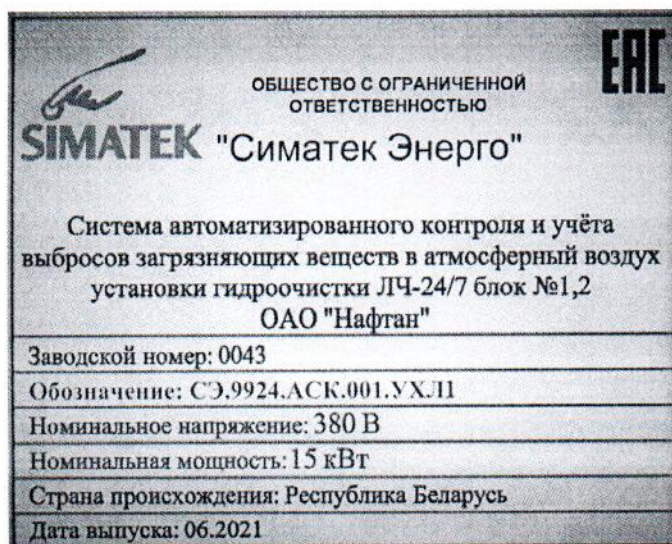 EAC
ОБЩЕСТВО С ОГРАНИЧЕННОЙ
ОТВЕТСТВЕННОСТЬЮ
SIMATEK "Симатек Энерго"
Система автоматизированного контроля и учёта
выбросов загрязняющих веществ в атмосферный воздух
установки гидроочистки ЛЧ-24/7 блок №1,2
ОАО "Нафтан"
Заводской номер: 0043
Обозначение: СЭ.9924.АСК.001.УХЛ1
Номинальное напряжение: 380 В
Номинальная мощность: 15 кВт
Страна происхождения: Республика Беларусь
Дата выпуска: 06.2021